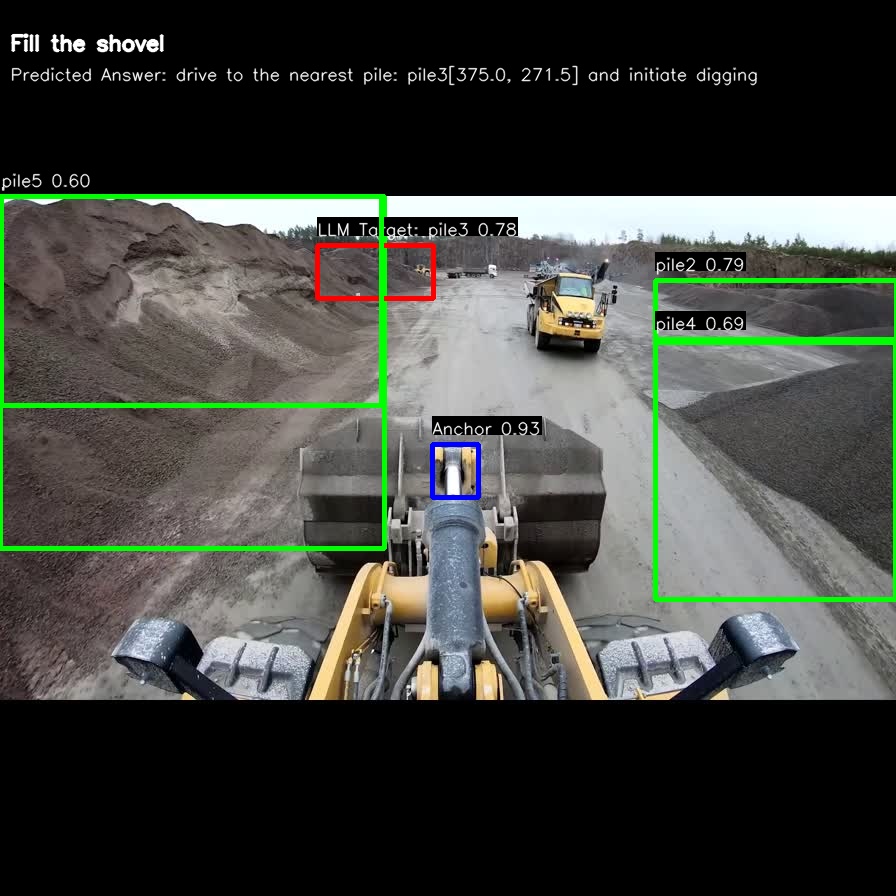 Fill the shovel
Predicted Answer: drive to the nearest pile: pile3[375.0, 271.5] and initiate digging
pile5 0.60
LLM Target: pile3 0.78
pile2 0.79
pile4 0.69
Anchor 0.93